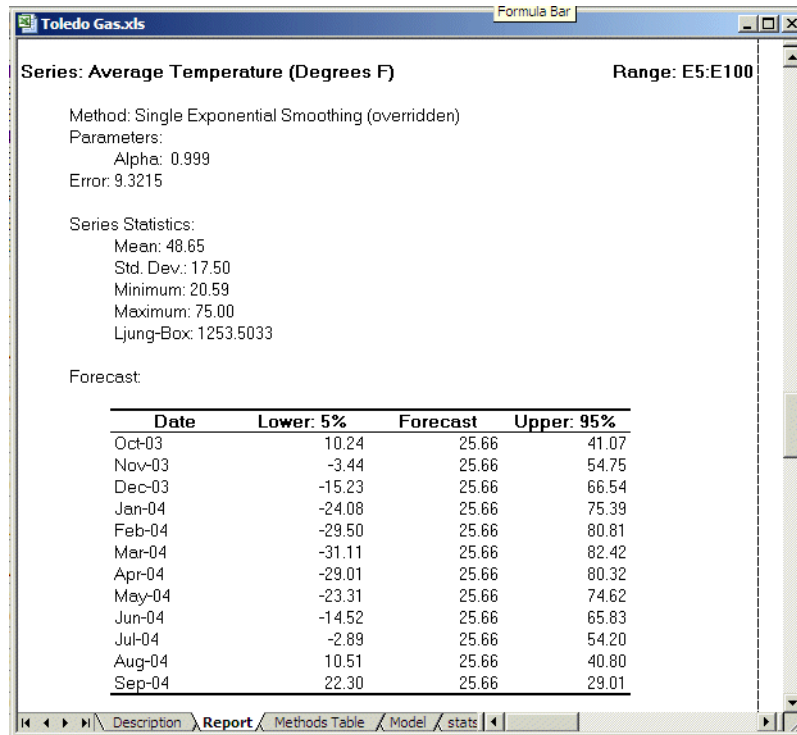 Formula Bar
Toledo Gas.xls
Series: Average Temperature (Degrees F) Range: E5:E100
Method: Single Exponential Smoothing (overridden)
Parameters:
Alpha: 0.999
Error: 9.3215
Series Statistics:
Mean: 48.65
Std. Dev.: 17.50
Minimum: 20.59
Maximum: 75.00
Ljung-Box: 1253.5033
Forecast:
Date Lower: 5% Forecast Upper: 95%
Oct-03 10.24 25.66 41.07
Nov-03 -3.44 25.66 54.75
Dec-03 -15.23 25.66 66.54
Jan-04 -24.08 25.66 75.39
Feb-04 -29.50 25.66 80.81
Mar-04 -31.11 25.66 82.42
Apr-04 -29.01 25.66 80.32
May-04 -23.31 25.66 74.62
Jun-04 -14.52 25.66 65.83
Jul-04 -2.89 25.66 54.20
Aug-04 10.51 25.66 40.80
Sep-04 22.30 25.66 29.01
Description Report Methods Table Model stats